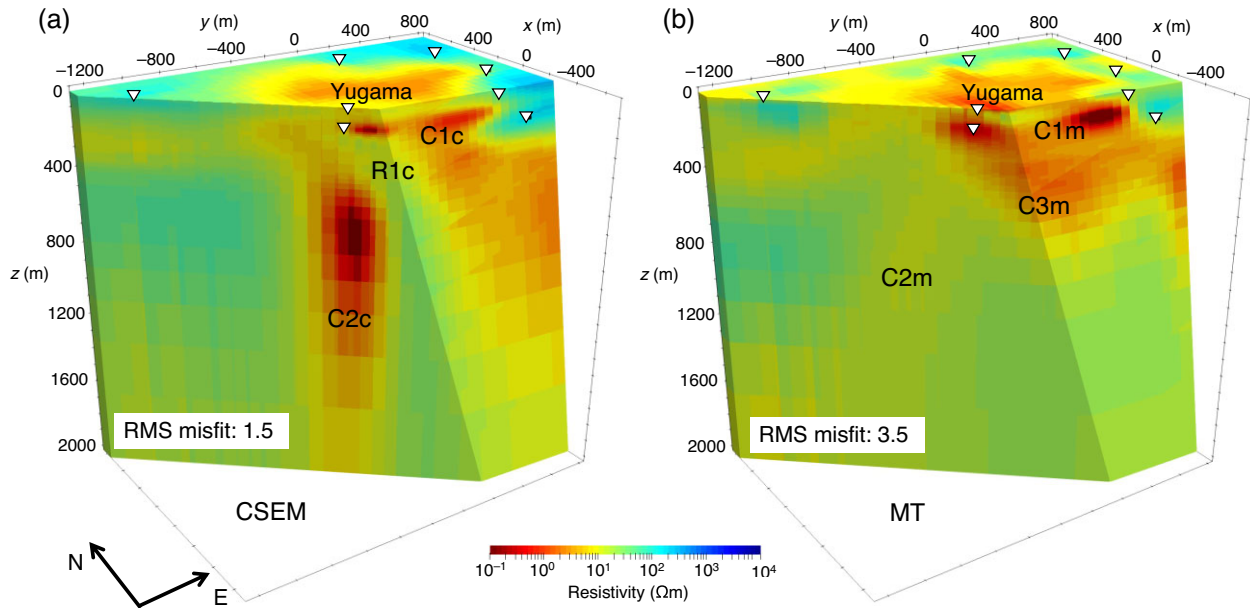 (a)
y (m)
−1200
−800
−400
0
400
800
x (m)
400
0
−400
0
400
800
z (m)
1200
1600
2000
Yugama
C1c
R1c
C2c
RMS misfit: 1.5
CSEM
N
E
(b)
y (m)
−1200
−800
−400
0
400
800
x (m)
400
0
−400
0
400
800
z (m)
1200
1600
2000
Yugama
C1m
C3m
C2m
RMS misfit: 3.5
MT
10⁻¹ 10⁰ 10¹ 10² 10³ 10⁴
Resistivity (Ωm)